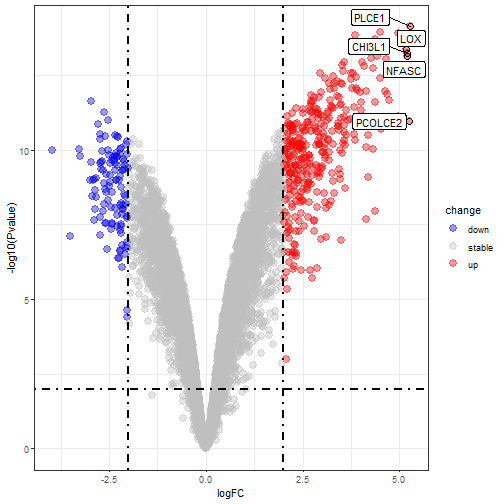 PLCE1
LOX
CHI3L1
NFASC
PCOLCE2
10
5
0
-log10(Pvalue)
-2.5
0.0
2.5
5.0
logFC
change
down
stable
up